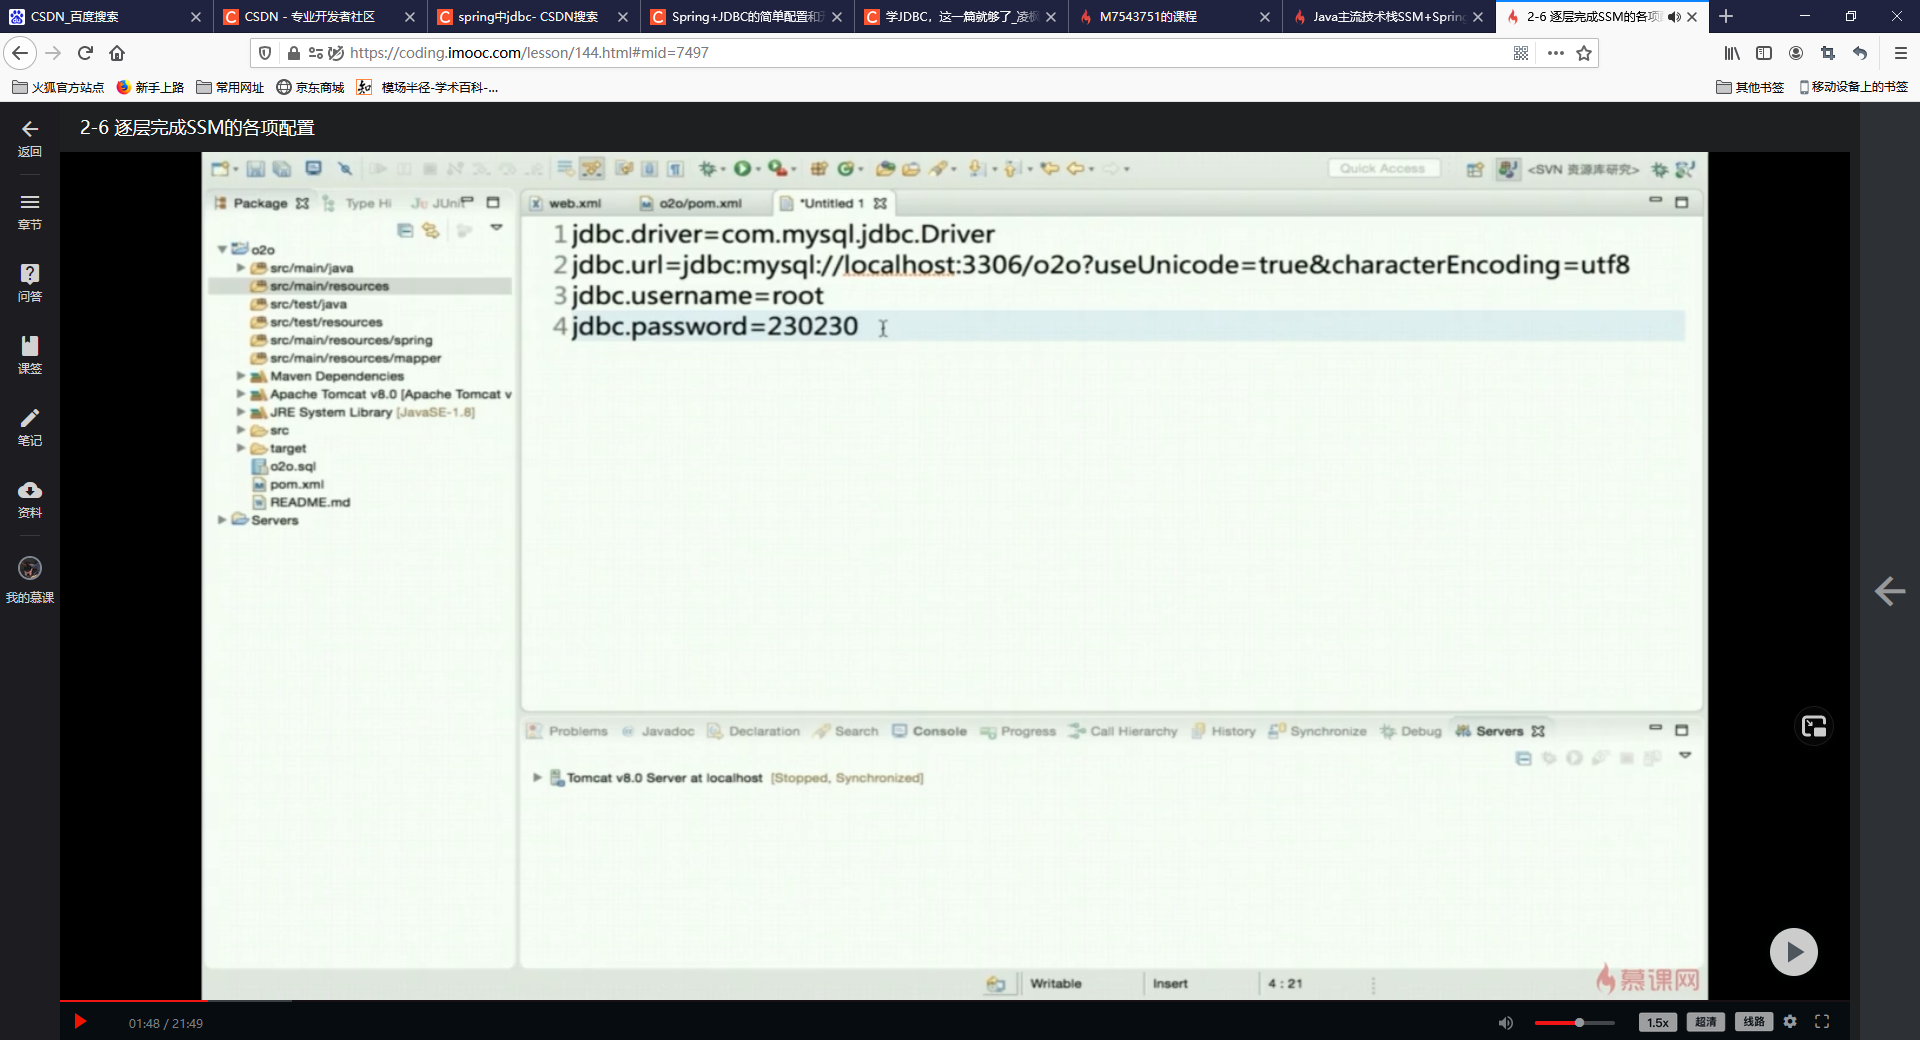 CSDN_百度搜索
CSDN - 专业开发者社区
spring中jdbc- CSDN搜索
Spring+JDBC的简单配置和
学JDBC，这一篇就够了_凌
M7543751的课程
Java主流技术栈SSM+Spring
2-6 逐层完成SSM的各项
https://coding.imooc.com/lesson/144.html#mid=7497
火狐官方站点
新手上路
常用网址
京东商城
模场半径-学术百科-...
其他书签
移动设备上的书签
返回
章节
问答
课签
笔记
资料
我的慕课
2-6 逐层完成SSM的各项配置
Quick Access
<SVN 资源库研究>
Package
Type Hi
JUnit
web.xml
o2o/pom.xml
*Untitled 1
o2o
src/main/java
src/main/resources
src/test/java
src/test/resources
src/main/resources/spring
src/main/resources/mapper
Maven Dependencies
Apache Tomcat v8.0 [Apache Tomcat v
JRE System Library [JavaSE-1.8]
src
target
o2o.sql
pom.xml
README.md
Servers
1 jdbc.driver=com.mysql.jdbc.Driver
2 jdbc.url=jdbc:mysql://localhost:3306/o2o?useUnicode=true&characterEncoding=utf8
3 jdbc.username=root
4 jdbc.password=230230
Problems
Javadoc
Declaration
Search
Console
Progress
Call Hierarchy
History
Synchronize
Debug
Servers
Tomcat v8.0 Server at localhost [Stopped, Synchronized]
Writable
Insert
4 : 21
慕课网
01:48 / 21:49
1.5x
超清
线路